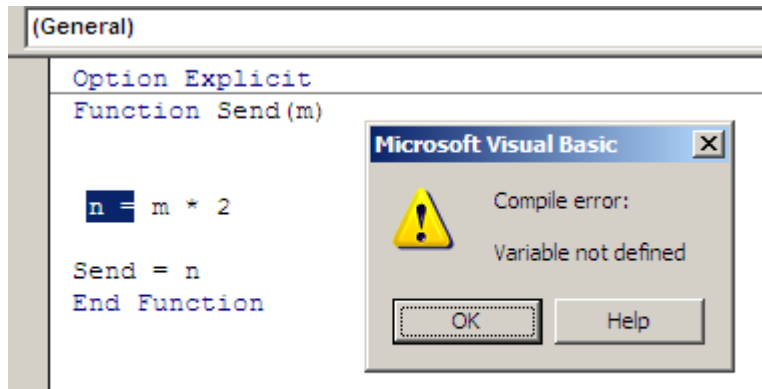 (General)
Option Explicit
Function Send(m)
Microsoft Visual Basic
n = m * 2
Compile error:
Variable not defined
Send = n
End Function
OK
Help